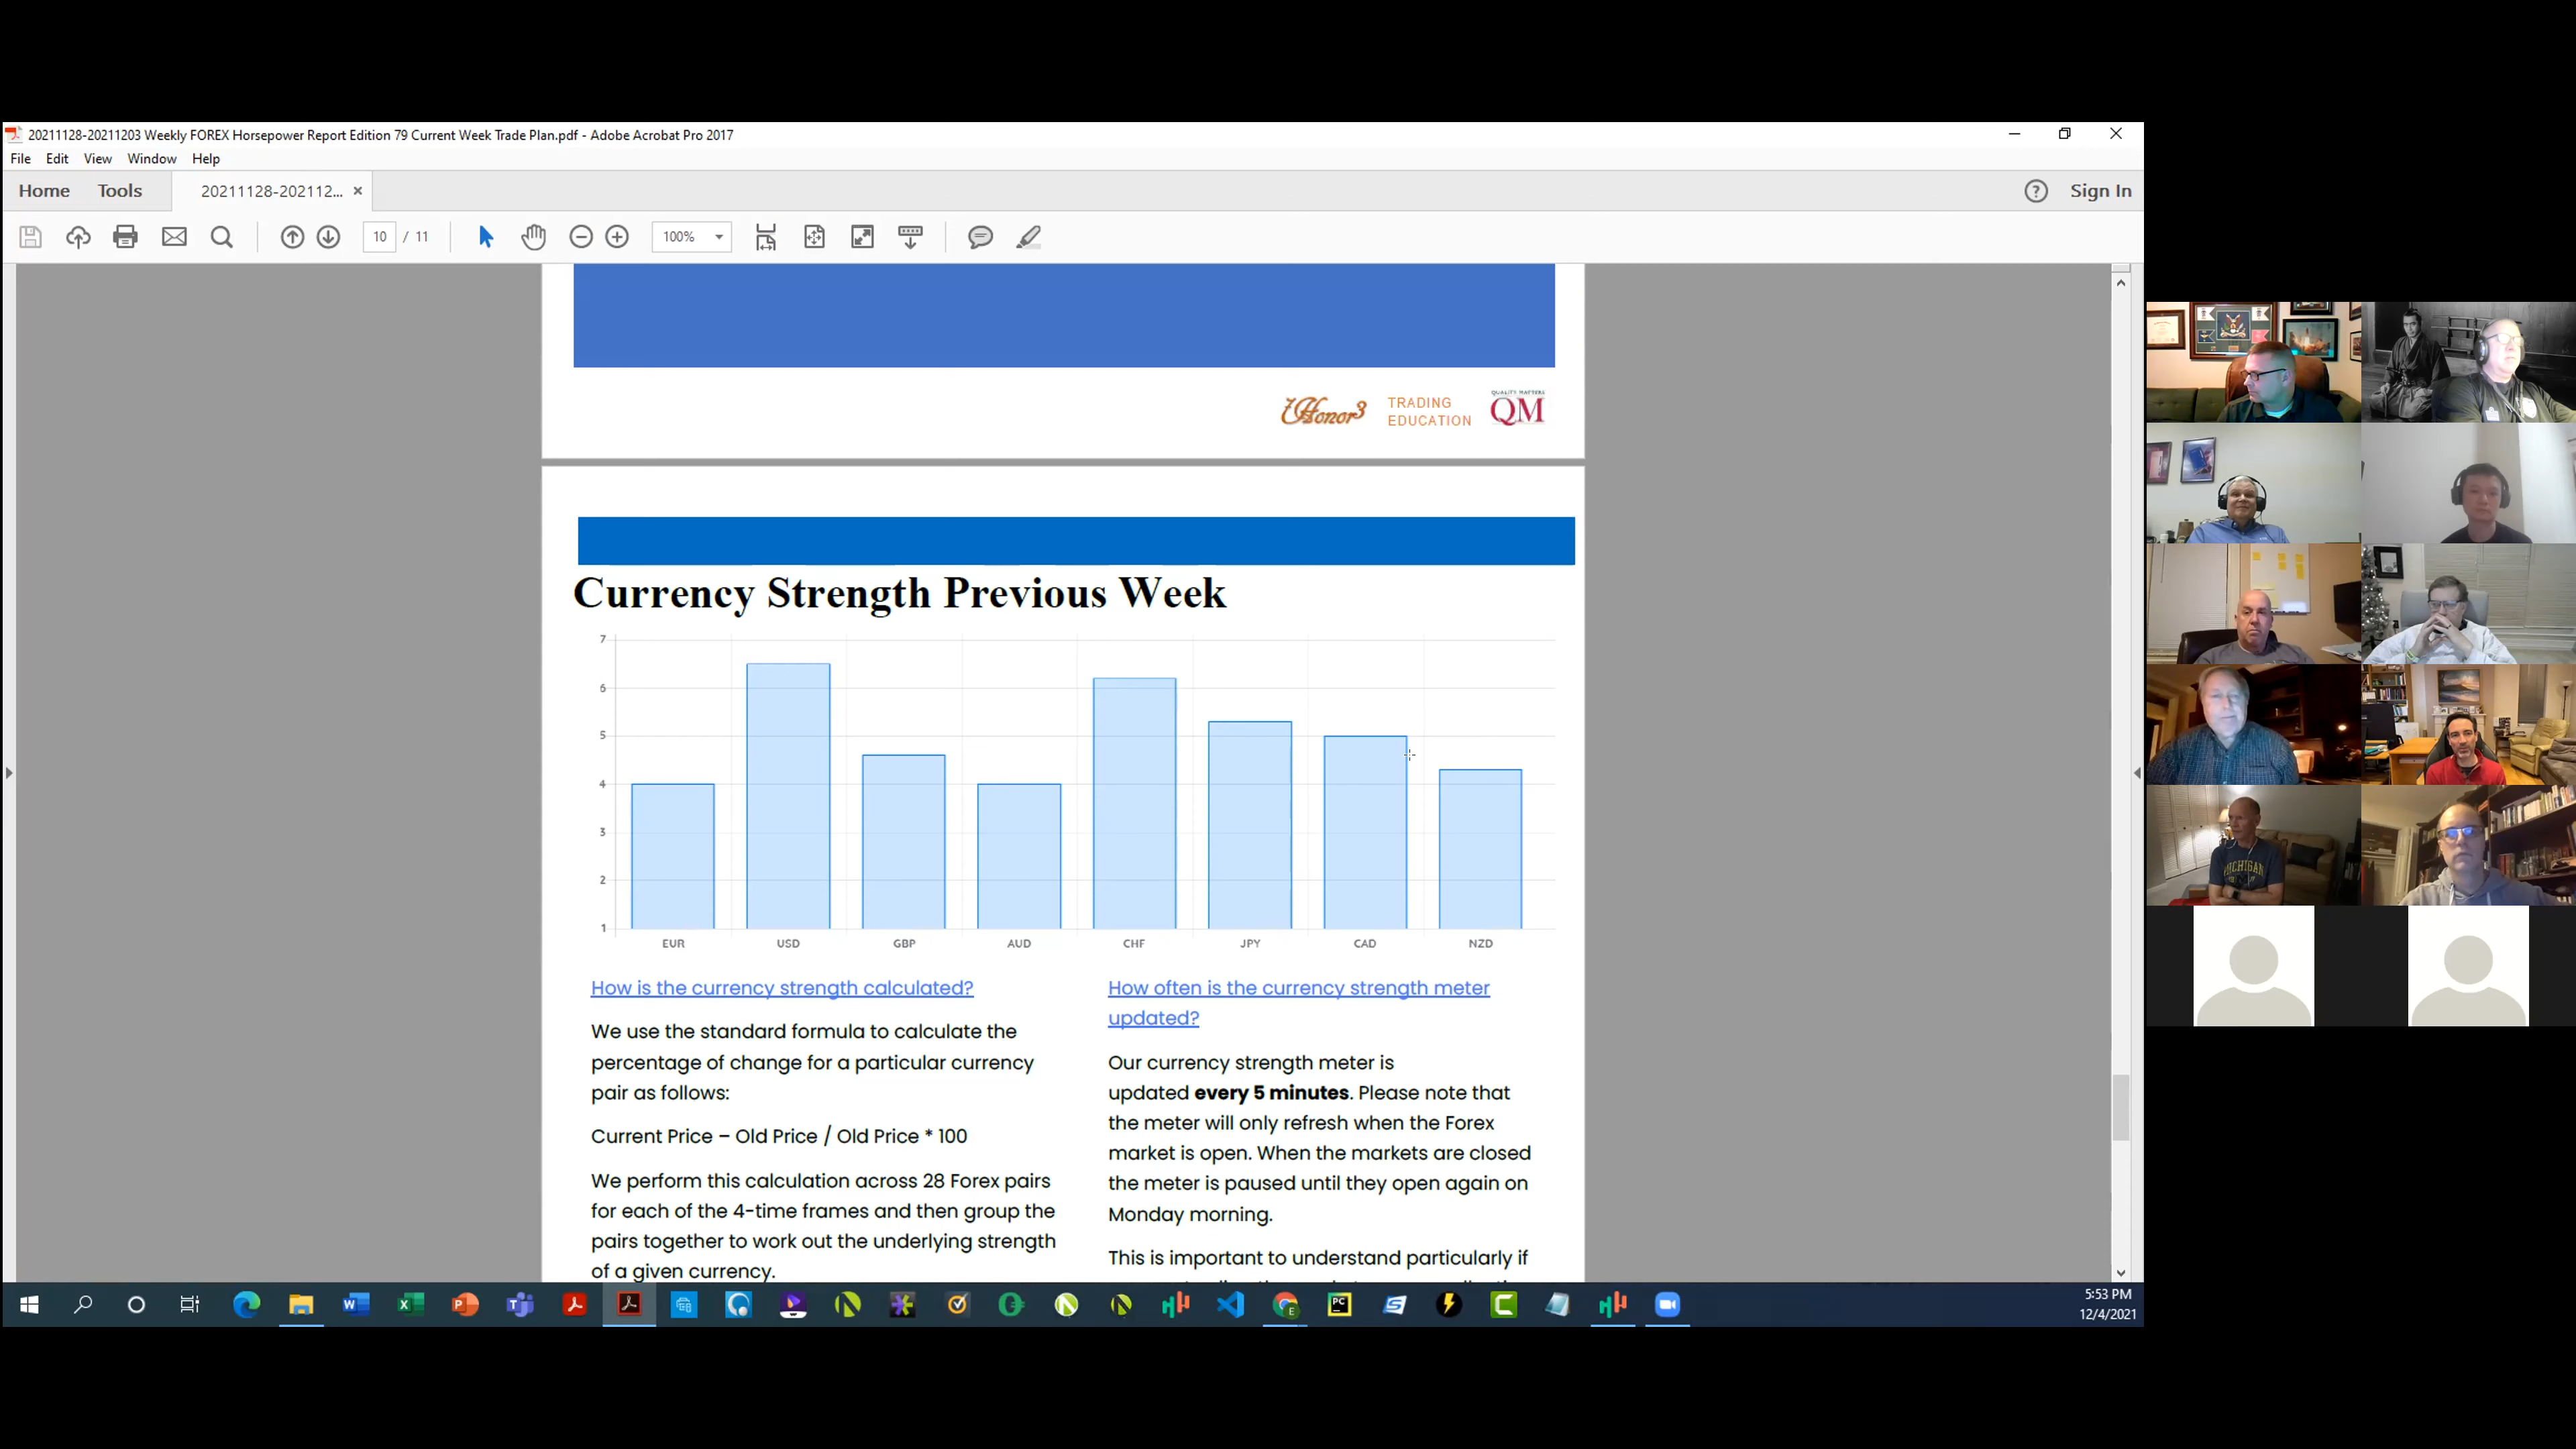 20211128-20211203 Weekly FOREX Horsepower Report Edition 79 Current Week Trade Plan.pdf - Adobe Acrobat Pro 2017
File Edit View Window Help
Home Tools 20211128-202112... × Sign In
10 / 11 100%
7Honor3 TRADING EDUCATION QUALITY MATTERS QM
Currency Strength Previous Week
7
6
5
4
3
2
1
EUR USD GBP AUD CHF JPY CAD NZD
How is the currency strength calculated?
We use the standard formula to calculate the
percentage of change for a particular currency
pair as follows:
Current Price – Old Price / Old Price * 100
We perform this calculation across 28 Forex pairs
for each of the 4-time frames and then group the
pairs together to work out the underlying strength
of a given currency.
How often is the currency strength meter
updated?
Our currency strength meter is
updated every 5 minutes. Please note that
the meter will only refresh when the Forex
market is open. When the markets are closed
the meter is paused until they open again on
Monday morning.
This is important to understand particularly if
5:53 PM
12/4/2021
MICHIGAN